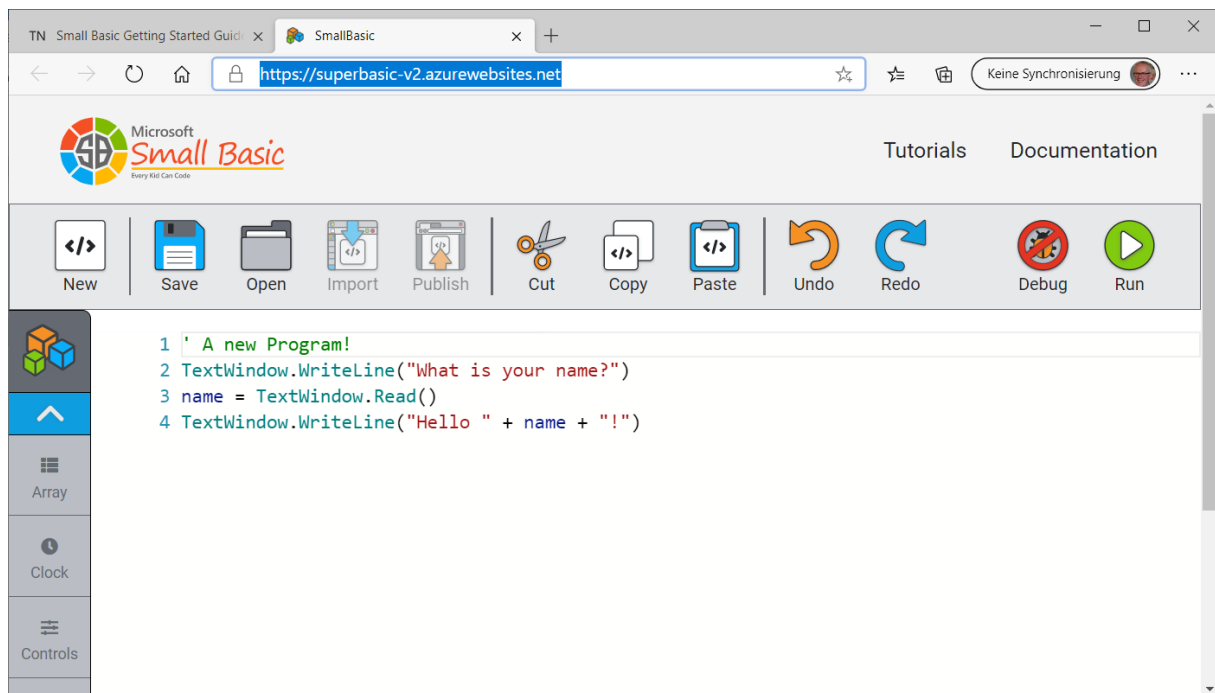 TN Small Basic Getting Started Guid
SmallBasic
https://superbasic-v2.azurewebsites.net
Keine Synchronisierung
SB
Microsoft
Small Basic
Every Kid Can Code
Tutorials
Documentation
New
Save
Open
Import
Publish
Cut
Copy
Paste
Undo
Redo
Debug
Run
1 ' A new Program!
2 TextWindow.WriteLine("What is your name?")
3 name = TextWindow.Read()
4 TextWindow.WriteLine("Hello " + name + "!")
Array
Clock
Controls